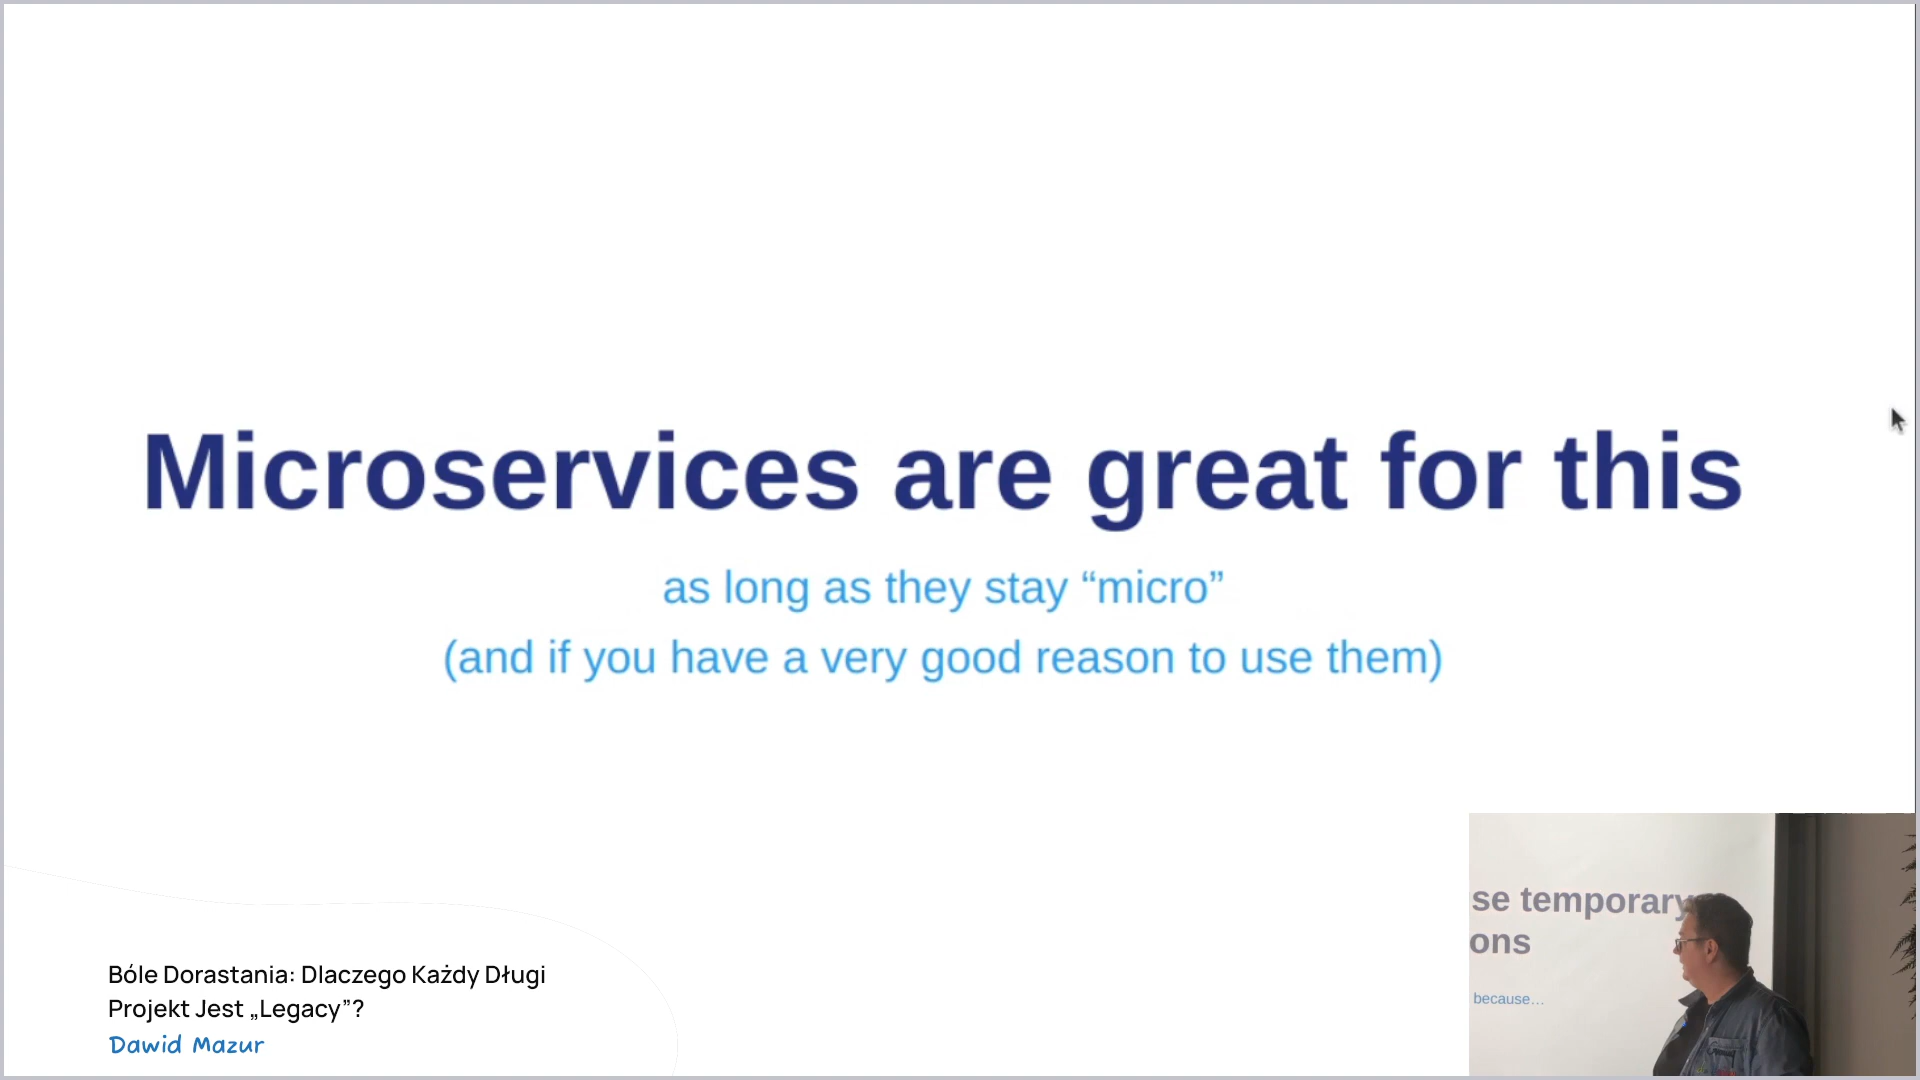 Microservices are great for this
as long as they stay “micro”
(and if you have a very good reason to use them)
Bóle Dorastania: Dlaczego Każdy Długi
Projekt Jest „Legacy”?
Dawid Mazur
se temporary
ons
because...